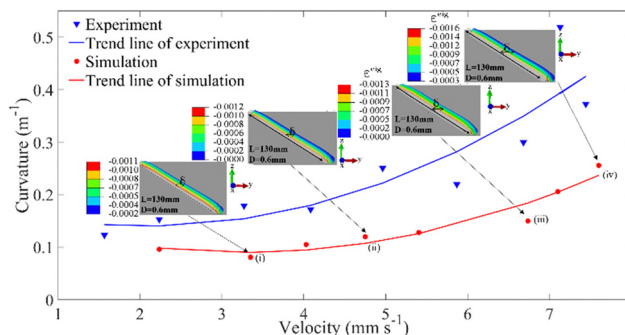 0.5
0.4
0.3
0.2
0.1
0
Curvature (m⁻¹)
Experiment
Trend line of experiment
Simulation
Trend line of simulation
-0.0011
-0.0010
-0.0008
-0.0007
-0.0005
-0.0004
-0.0002
δ
L=130mm
D=0.6mm
z
x
y
-0.0012
-0.0010
-0.0008
-0.0006
-0.0004
-0.0002
-0.0000
δ
L=130mm
D=0.6mm
z
x
y
-0.0013
-0.0011
-0.0009
-0.0007
-0.0004
-0.0002
-0.0000
δ
L=130mm
D=0.6mm
z
x
y
-0.0016
-0.0014
-0.0012
-0.0009
-0.0007
-0.0005
-0.0003
δ
L=130mm
D=0.6mm
z
x
y
(i)
(ii)
(iii)
(iv)
1 2 3 4 5 6 7 8
Velocity (mm s⁻¹)